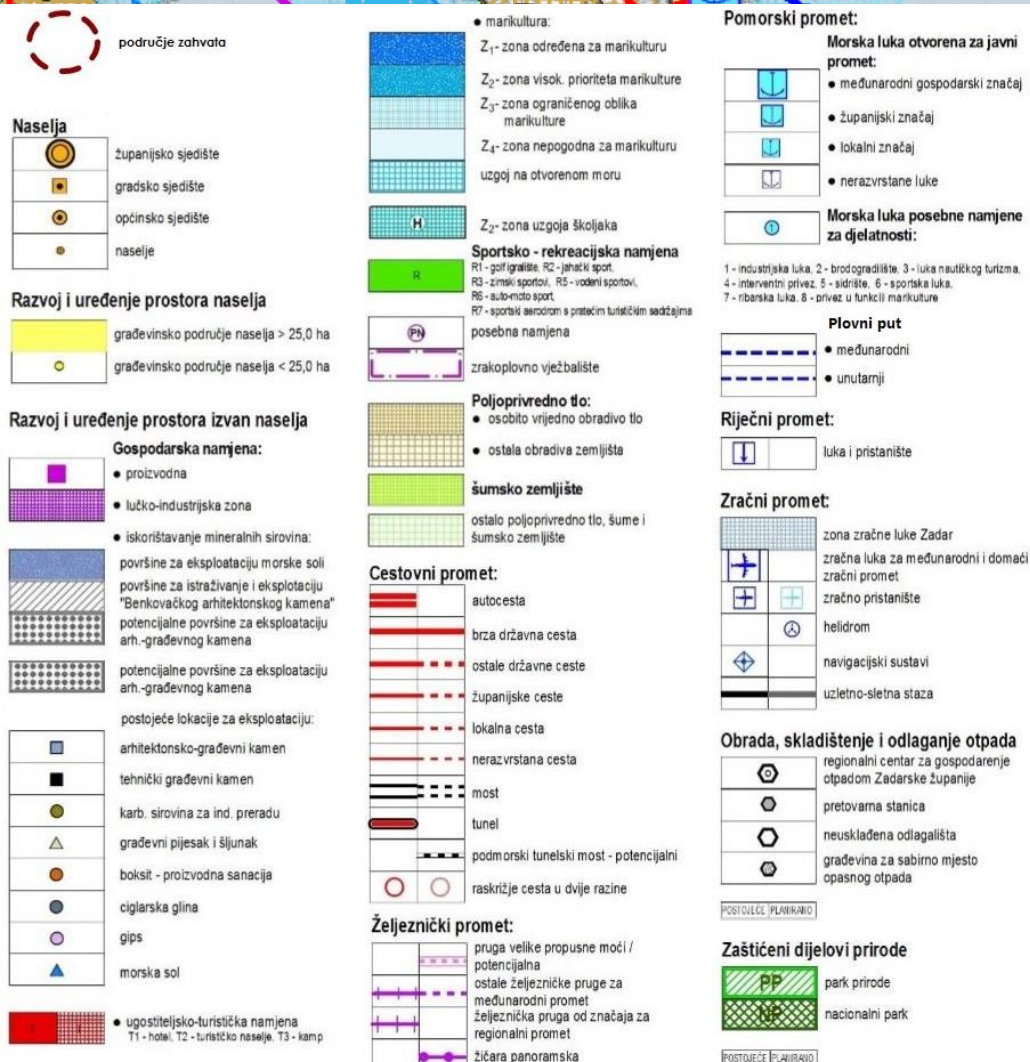 područje zahvata
Naselja
županijsko sjedište
gradsko sjedište
općinsko sjedište
naselje
Razvoj i uređenje prostora naselja
građevinsko područje naselja > 25,0 ha
građevinsko područje naselja < 25,0 ha
Razvoj i uređenje prostora izvan naselja
Gospodarska namjena:
• proizvodna
• lučko-industrijska zona
• iskorištavanje mineralnih sirovina:
površine za eksploataciju morske soli
površine za istraživanje i eksplotaciju
"Benkovačkog arhitektonskog kamena"
potencijalne površine za eksploataciju
arh.-građevnog kamena
potencijalne površine za eksploataciju
arh.-građevnog kamena
postojeće lokacije za eksploataciju:
arhitektonsko-građevni kamen
tehnički građevni kamen
karb. sirovina za ind. preradu
građevni pijesak i šljunak
boksit - proizvodna sanacija
ciglarska glina
gips
morska sol
• ugostiteljsko-turistička namjena
T1 - hotel, T2 - turističko naselje, T3 - kamp
• marikultura:
Z1- zona određena za marikulturu
Z2- zona visok. prioriteta marikulture
Z3- zona ograničenog oblika
marikulture
Z4- zona nepogodna za marikulturu
uzgoj na otvorenom moru
H
Z2- zona uzgoja školjaka
Sportsko - rekreacijska namjena
R
R1 - golf igralište, R2 - jahački sport,
R3 - zimski sportovi, R5 - vodeni sportovi,
R6 - auto-moto sport,
R7 - sportski aerodrom s pratećim turističkim sadržajima
PN
posebna namjena
zrakoplovno vježbalište
Poljoprivredno tlo:
• osobito vrijedno obradivo tlo
• ostala obradiva zemljišta
šumsko zemljište
ostalo poljoprivredno tlo, šume i
šumsko zemljište
Cestovni promet:
autocesta
brza državna cesta
ostale državne ceste
županijske ceste
lokalna cesta
nerazvrstana cesta
most
tunel
podmorski tunelski most - potencijalni
raskrižje cesta u dvije razine
Željeznički promet:
pruga velike propusne moći /
potencijalna
ostale željezničke pruge za
međunarodni promet
željeznička pruga od značaja za
regionalni promet
žičara panoramska
Pomorski promet:
Morska luka otvorena za javni
promet:
• međunarodni gospodarski značaj
• županijski značaj
• lokalni značaj
• nerazvrstane luke
1
Morska luka posebne namjene
za djelatnosti:
1 - industrijska luka, 2 - brodogradilište, 3 - luka nautičkog turizma,
4 - interventni privez, 5 - sidrište, 6 - sportska luka,
7 - ribarska luka, 8 - privez u funkcii marikulture
Plovni put
• međunarodni
• unutarnji
Riječni promet:
luka i pristanište
Zračni promet:
zona zračne luke Zadar
zračna luka za međunarodni i domaći
zračni promet
zračno pristanište
helidrom
navigacijski sustavi
uzletno-sletna staza
Obrada, skladištenje i odlaganje otpada
regionalni centar za gospodarenje
otpadom Zadarske županije
pretovarna stanica
neusklađena odlagališta
građevina za sabirno mjesto
opasnog otpada
POSTOJEĆE PLANIRANO
Zaštićeni dijelovi prirode
PP
park prirode
NP
nacionalni park
POSTOJEĆE PLANIRANO